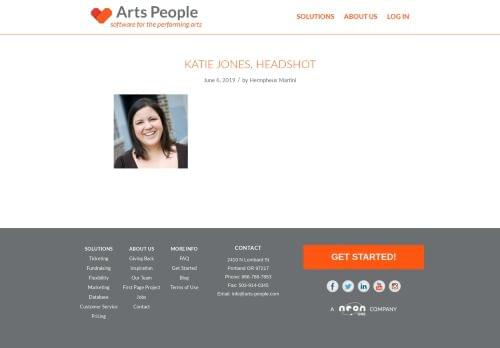 Arts People
software for the performing arts
SOLUTIONS ABOUT US LOG IN
KATIE JONES, HEADSHOT
June 4, 2019 / by Hermpheus Martini
SOLUTIONS
Ticketing
Fundraising
Flexibility
Marketing
Database
Customer Service
Pricing
ABOUT US
Giving Back
Inspiration
Our Team
First Page Project
Jobs
Contact
MORE INFO
FAQ
Get Started
Blog
Terms of Use
CONTACT
2410 N Lombard St
Portland OR 97217
Phone: 866-788-7853
Fax: 503-914-0345
Email: info@arts-people.com
GET STARTED!
A neon one COMPANY